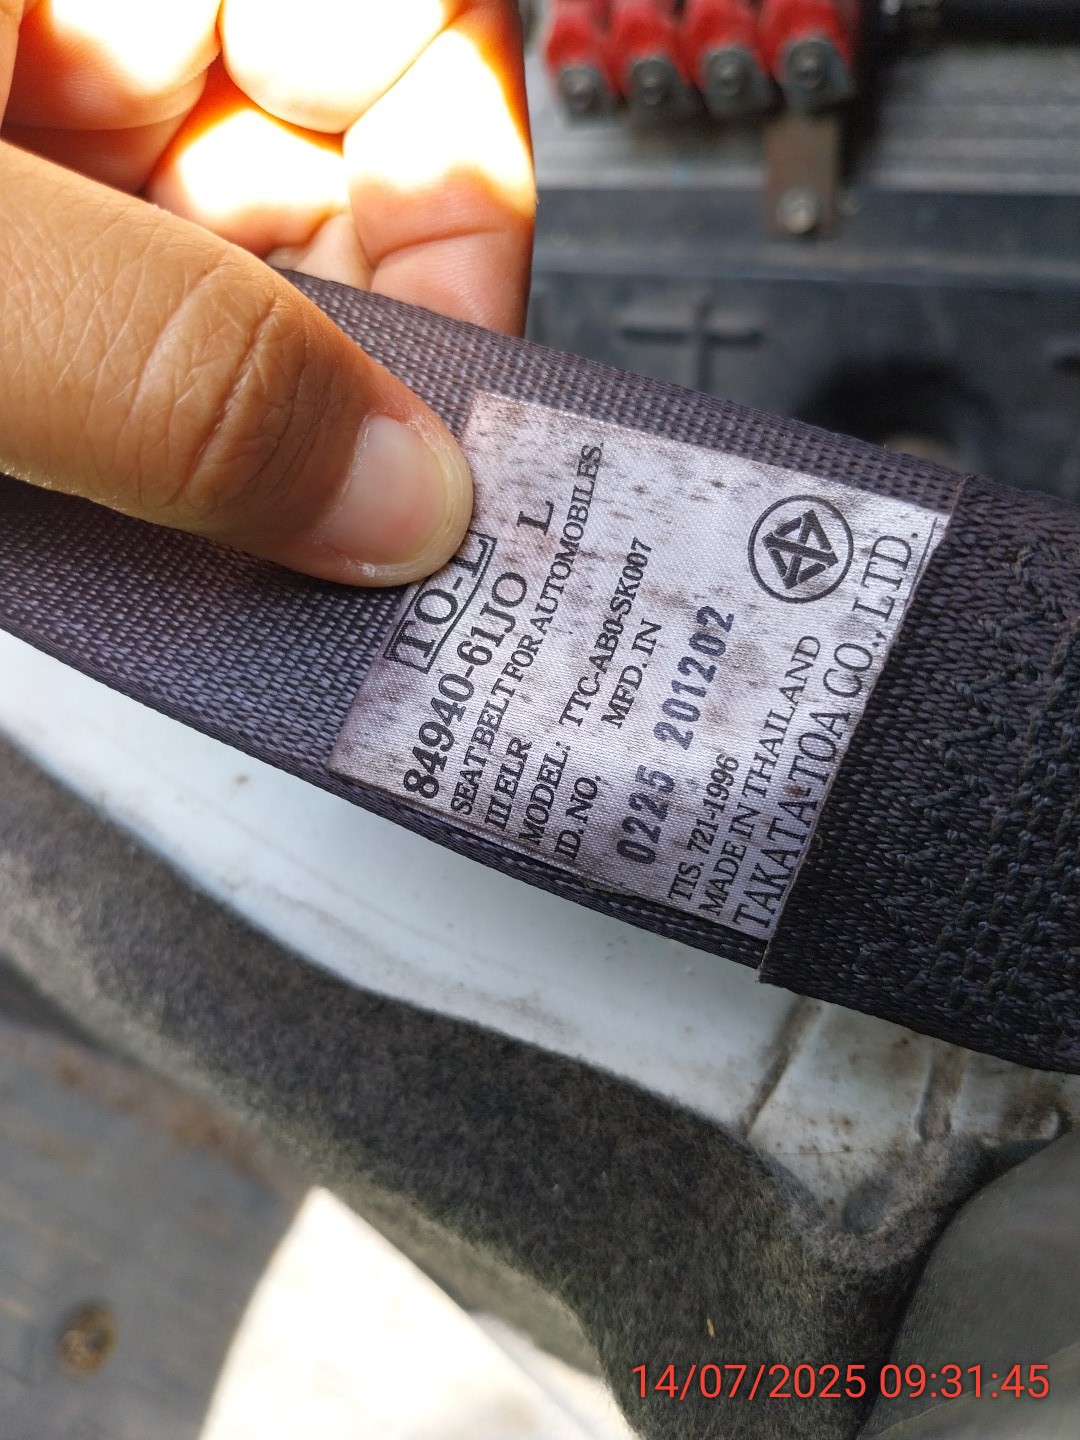 TO-L
84940-61JO L
SEAT BELT FOR AUTOMOBILES
III ELR
MODEL: TTC-AB0-SK007
ID. NO. MFD. IN
0225 201202
TIS. 721-1996
MADE IN THAILAND
TAKATA-TOA CO., LTD.
14/07/2025 09:31:45